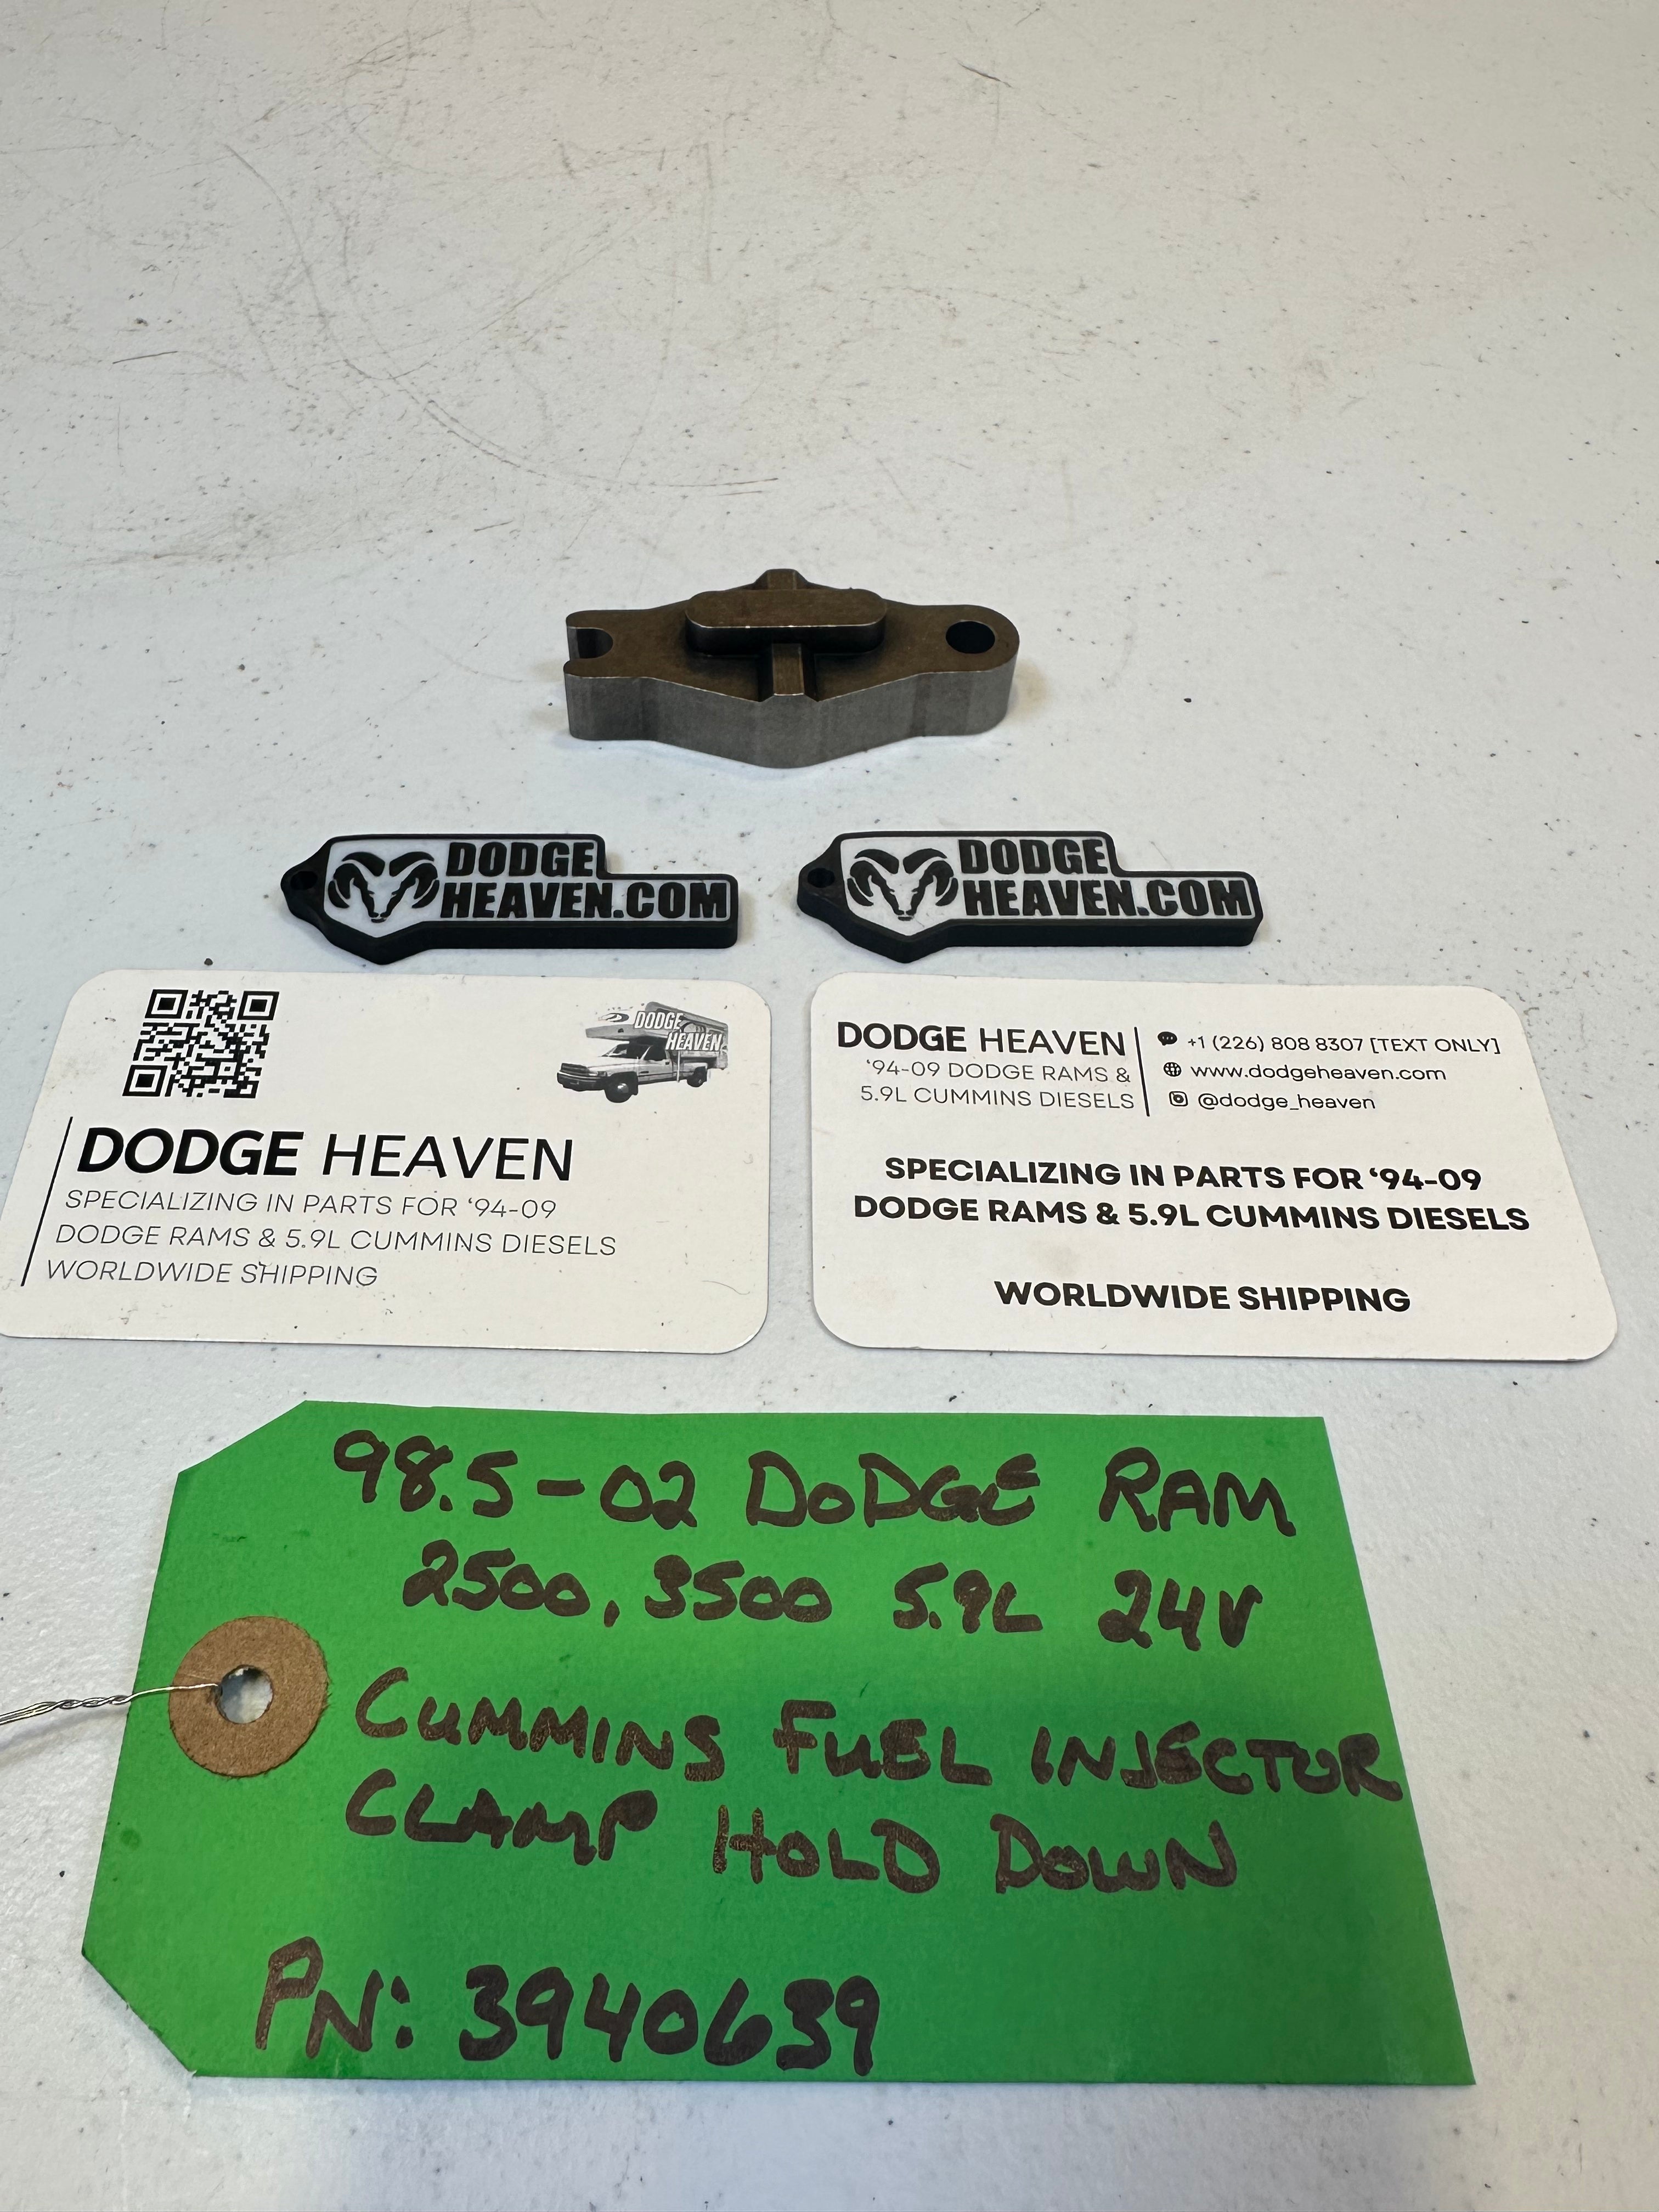 DODGE
HEAVEN.COM
DODGE
HEAVEN.COM
DODGE
HEAVEN
DODGE HEAVEN
SPECIALIZING IN PARTS FOR ‘94-09
DODGE RAMS & 5.9L CUMMINS DIESELS
WORLDWIDE SHIPPING
DODGE HEAVEN
‘94-09 DODGE RAMS &
5.9L CUMMINS DIESELS
+1 (226) 808 8307 [TEXT ONLY]
www.dodgeheaven.com
@dodge_heaven
SPECIALIZING IN PARTS FOR ‘94-09
DODGE RAMS & 5.9L CUMMINS DIESELS
WORLDWIDE SHIPPING
98.5-02 DODGE RAM
2500, 3500 5.9L 24V
CUMMINS FUEL INJECTOR
CLAMP HOLD DOWN
PN: 3940639